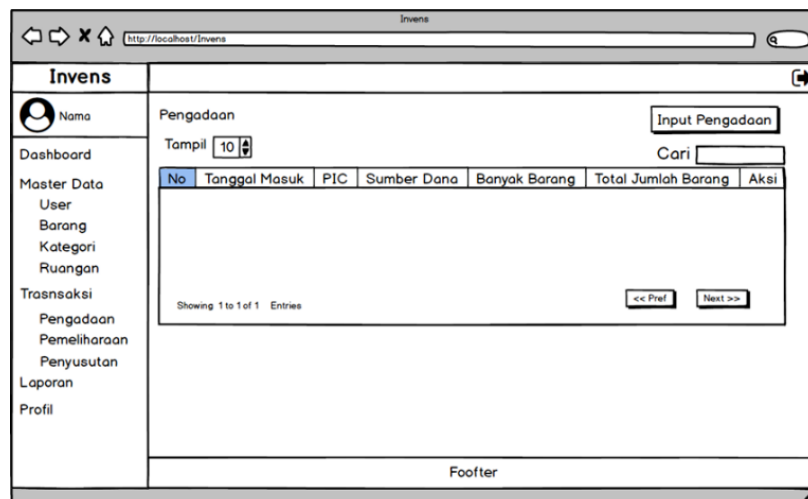 Invens
http://localhost/Invens
Invens
Nama
Dashboard
Master Data
User
Barang
Kategori
Ruangan
Trasnsaksi
Pengadaan
Pemeliharaan
Penyusutan
Laporan
Profil
Pengadaan
Input Pengadaan
Tampil 10
Cari
No Tanggal Masuk PIC Sumber Dana Banyak Barang Total Jumlah Barang Aksi
Showing 1 to 1 of 1 Entries
<< Pref Next >>
Foofter